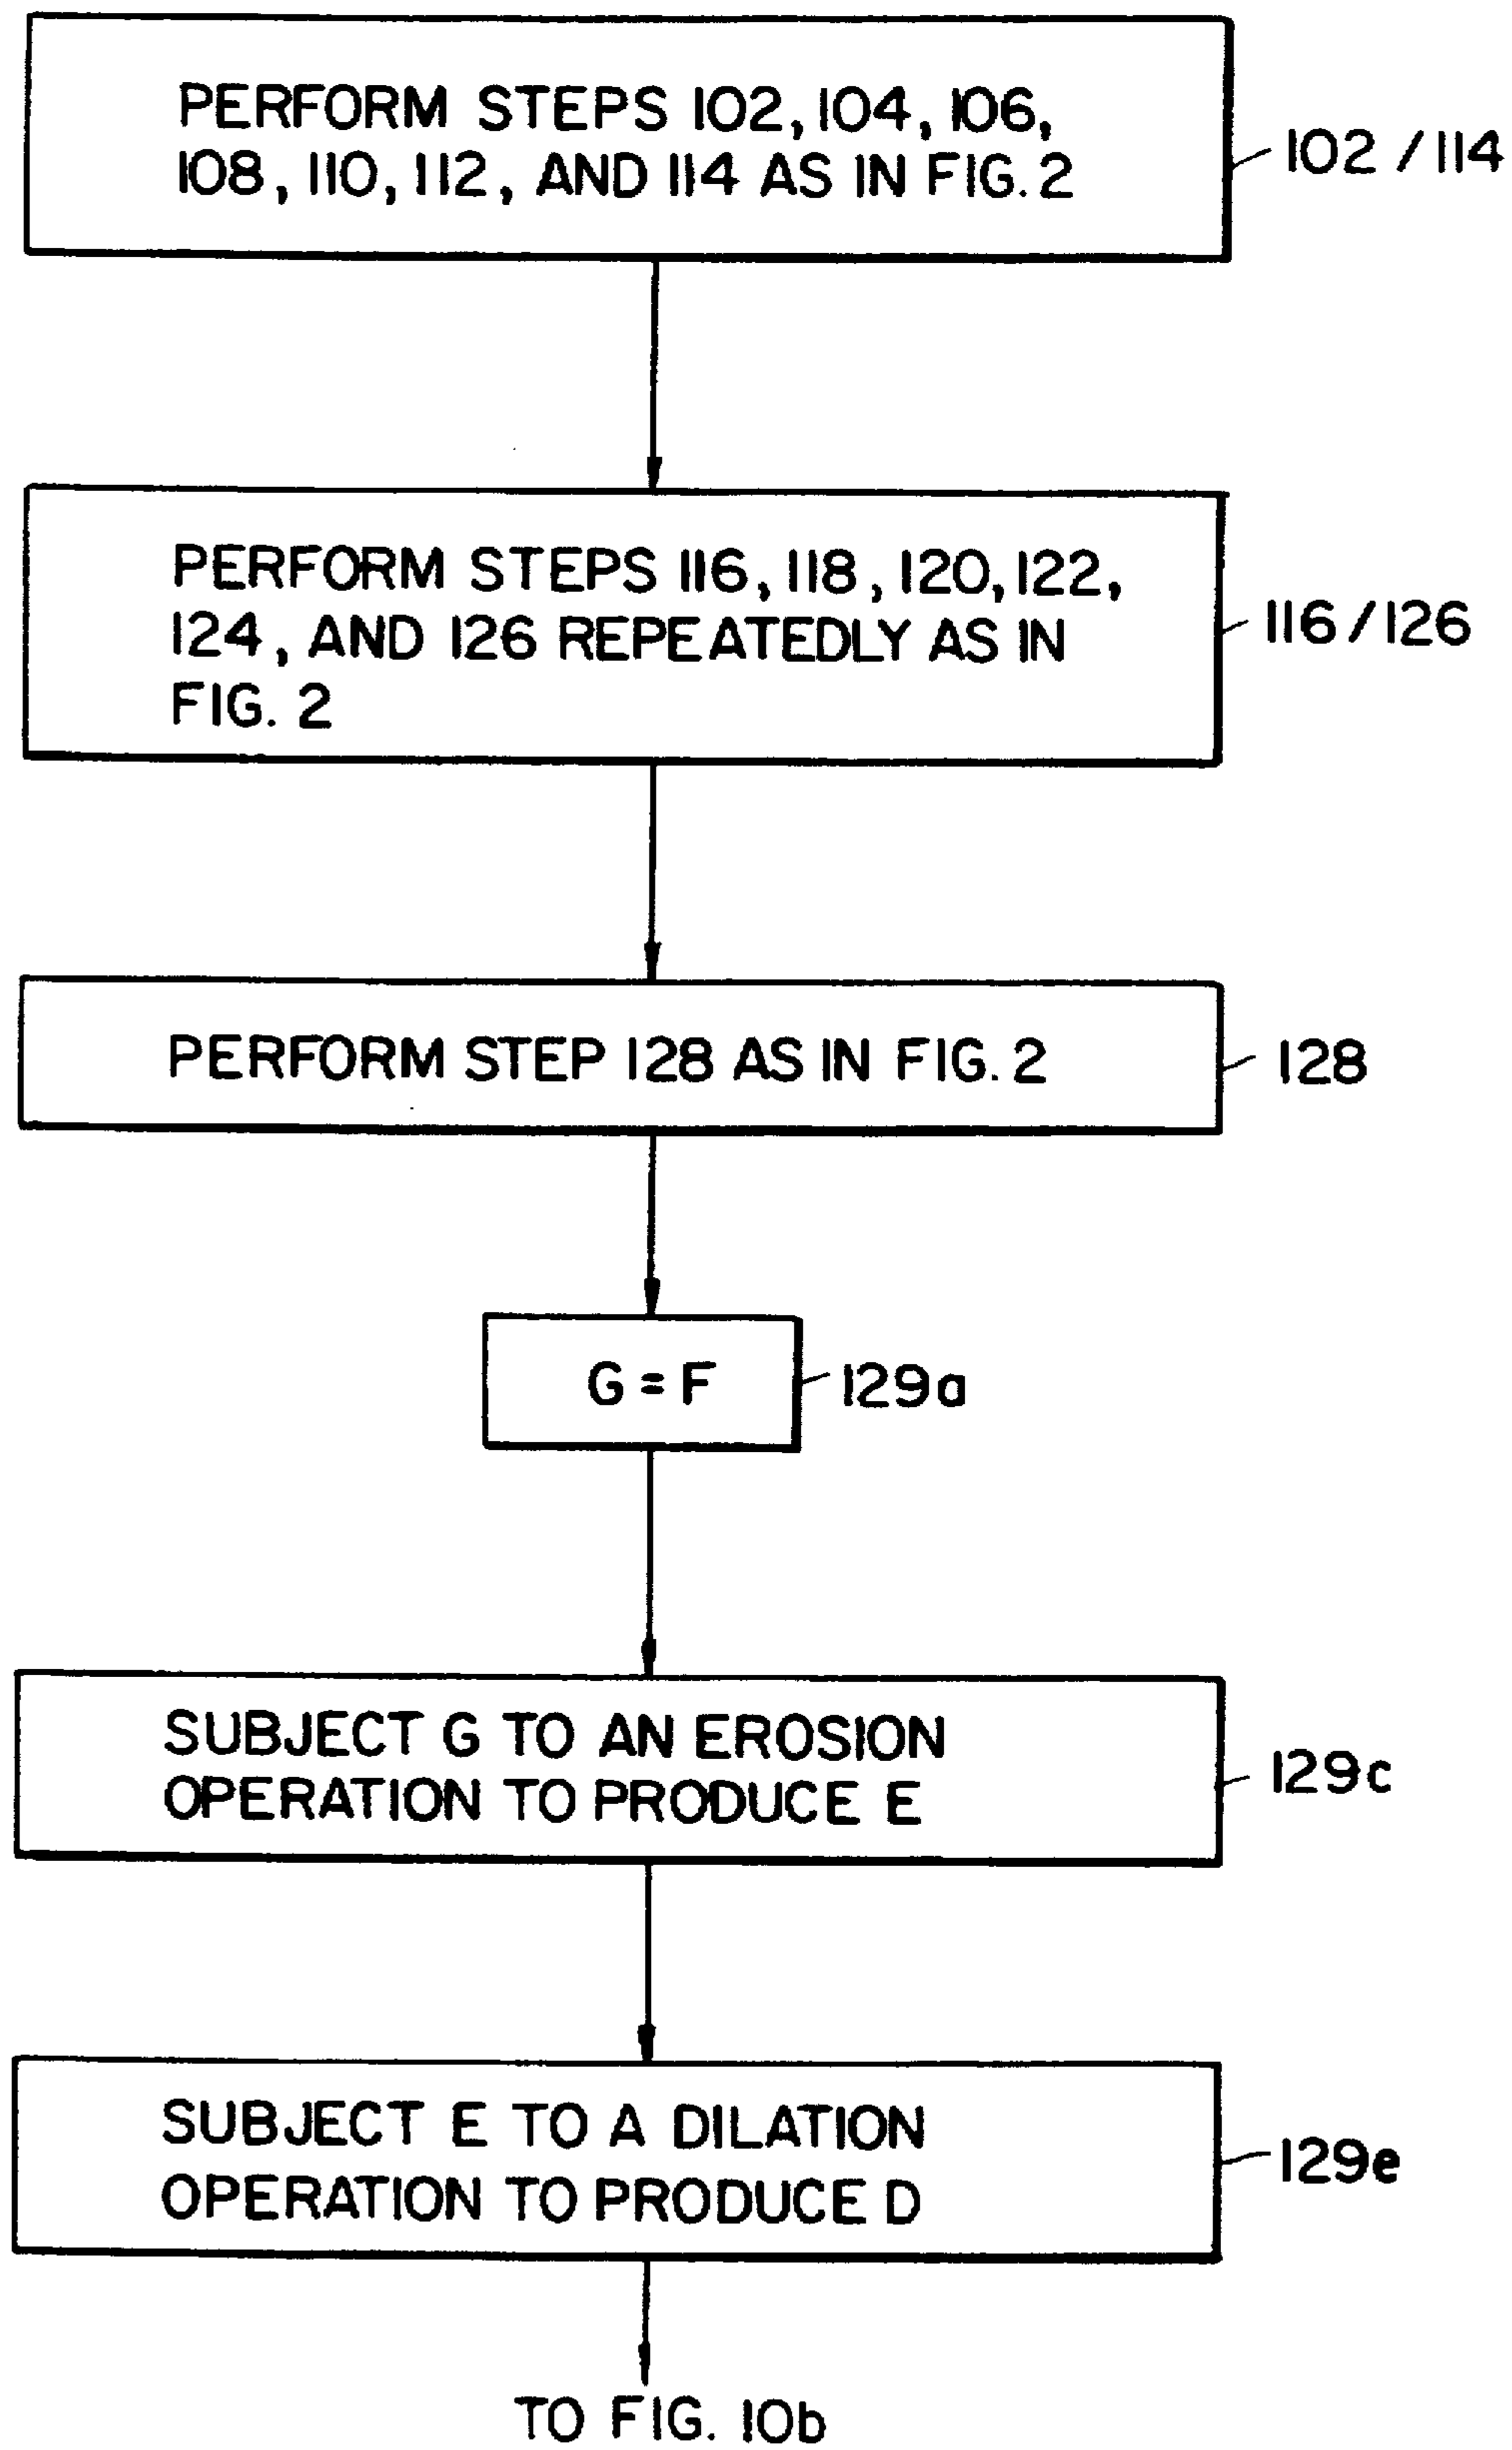 PERFORM STEPS 102, 104, 106,
108, 110, 112, AND 114 AS IN FIG. 2
102 / 114
PERFORM STEPS 116, 118, 120, 122,
124, AND 126 REPEATEDLY AS IN
FIG. 2
116 / 126
PERFORM STEP 128 AS IN FIG. 2
128
G = F
129a
SUBJECT G TO AN EROSION
OPERATION TO PRODUCE E
129c
SUBJECT E TO A DILATION
OPERATION TO PRODUCE D
129e
TO FIG. 10b